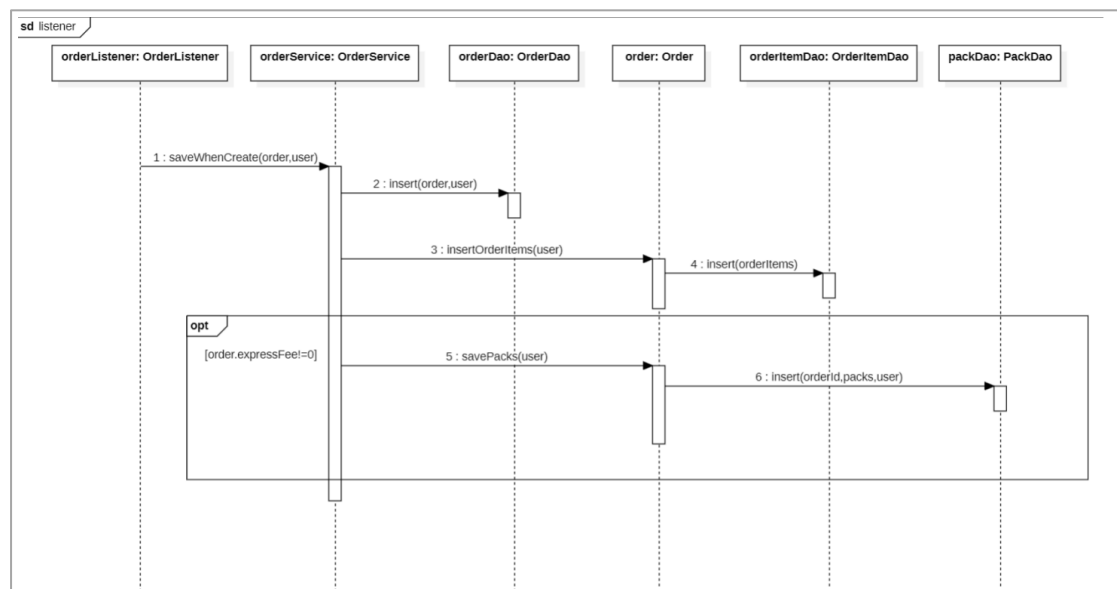 sd listener
orderListener: OrderListener
orderService: OrderService
orderDao: OrderDao
order: Order
orderItemDao: OrderItemDao
packDao: PackDao
1 : saveWhenCreate(order,user)
2 : insert(order,user)
3 : insertOrderItems(user)
4 : insert(orderItems)
opt
[order.expressFee!=0]
5 : savePacks(user)
6 : insert(orderId,packs,user)